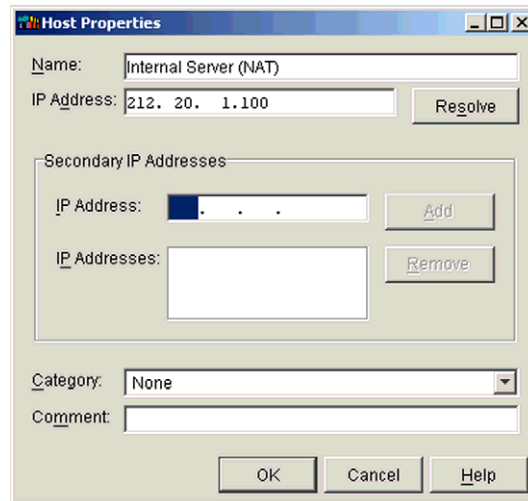 Host Properties
Name: Internal Server (NAT)
IP Address: 212. 20. 1.100 Resolve
Secondary IP Addresses
IP Address: . . . Add
IP Addresses: Remove
Category: None
Comment:
OK Cancel Help